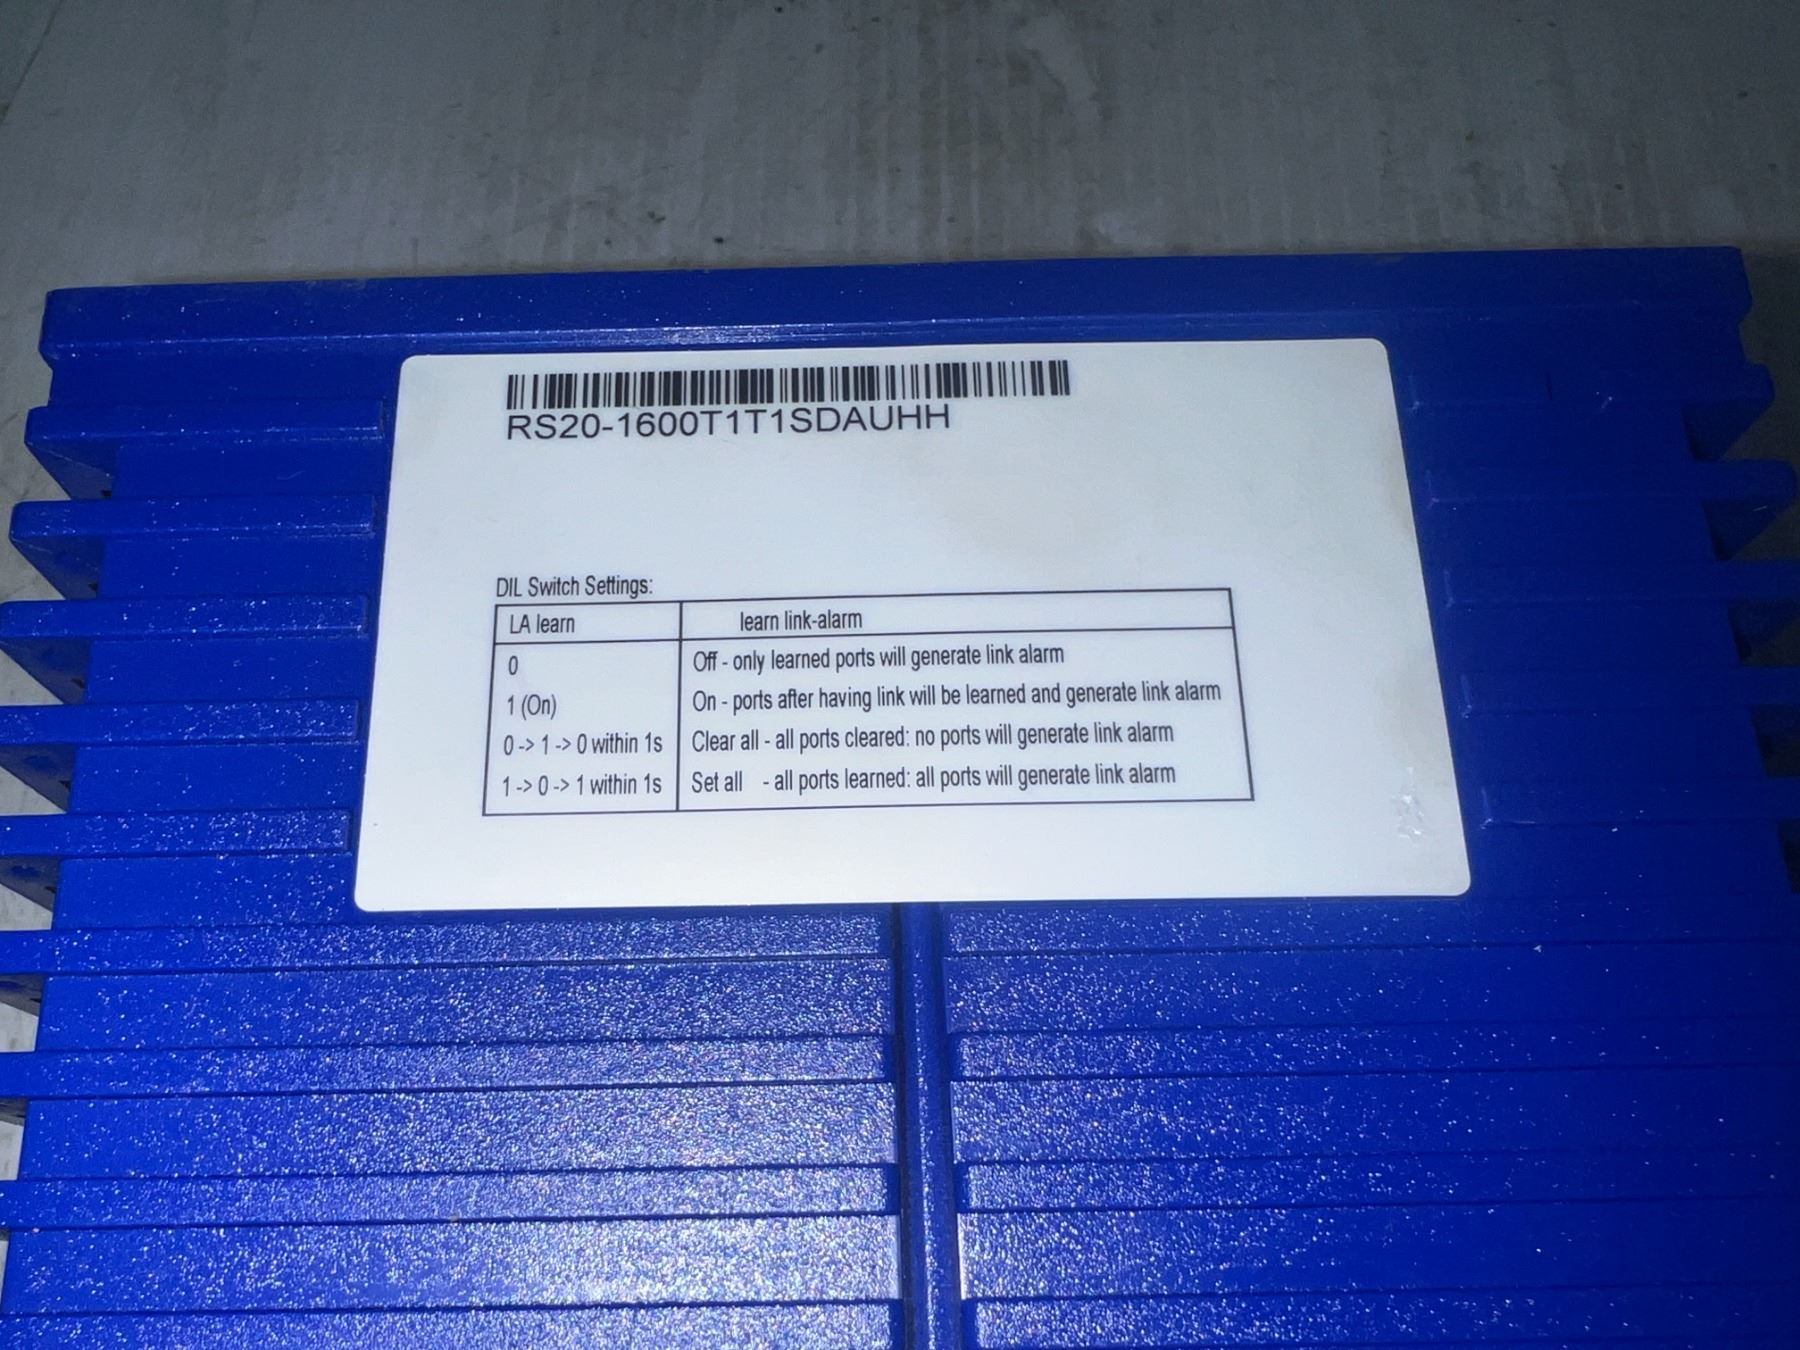 RS20-1600T1T1SDAUHH
DIL Switch Settings:
LA learn learn link-alarm
0 Off - only learned ports will generate link alarm
1 (On) On - ports after having link will be learned and generate link alarm
0 -> 1 -> 0 within 1s Clear all - all ports cleared: no ports will generate link alarm
1 -> 0 -> 1 within 1s Set all - all ports learned: all ports will generate link alarm